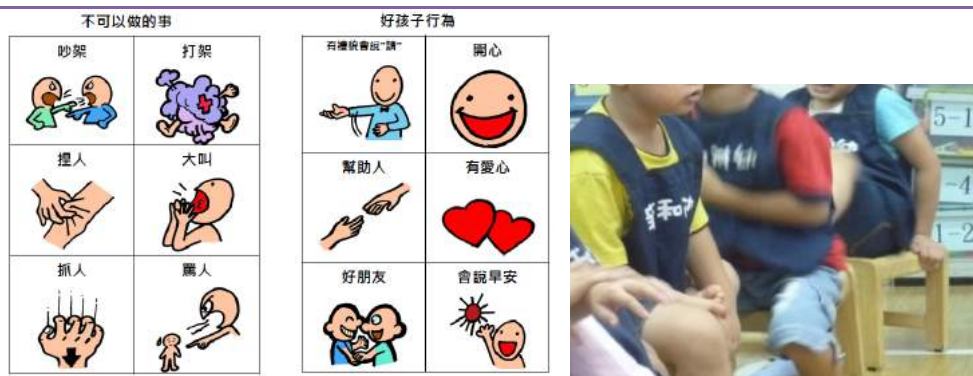 不可以做的事
吵架
打架
捏人
大叫
抓人
罵人
好孩子行為
有禮貌會說"請"
開心
幫助人
有愛心
好朋友
會說早安
5-1
-4
1-2